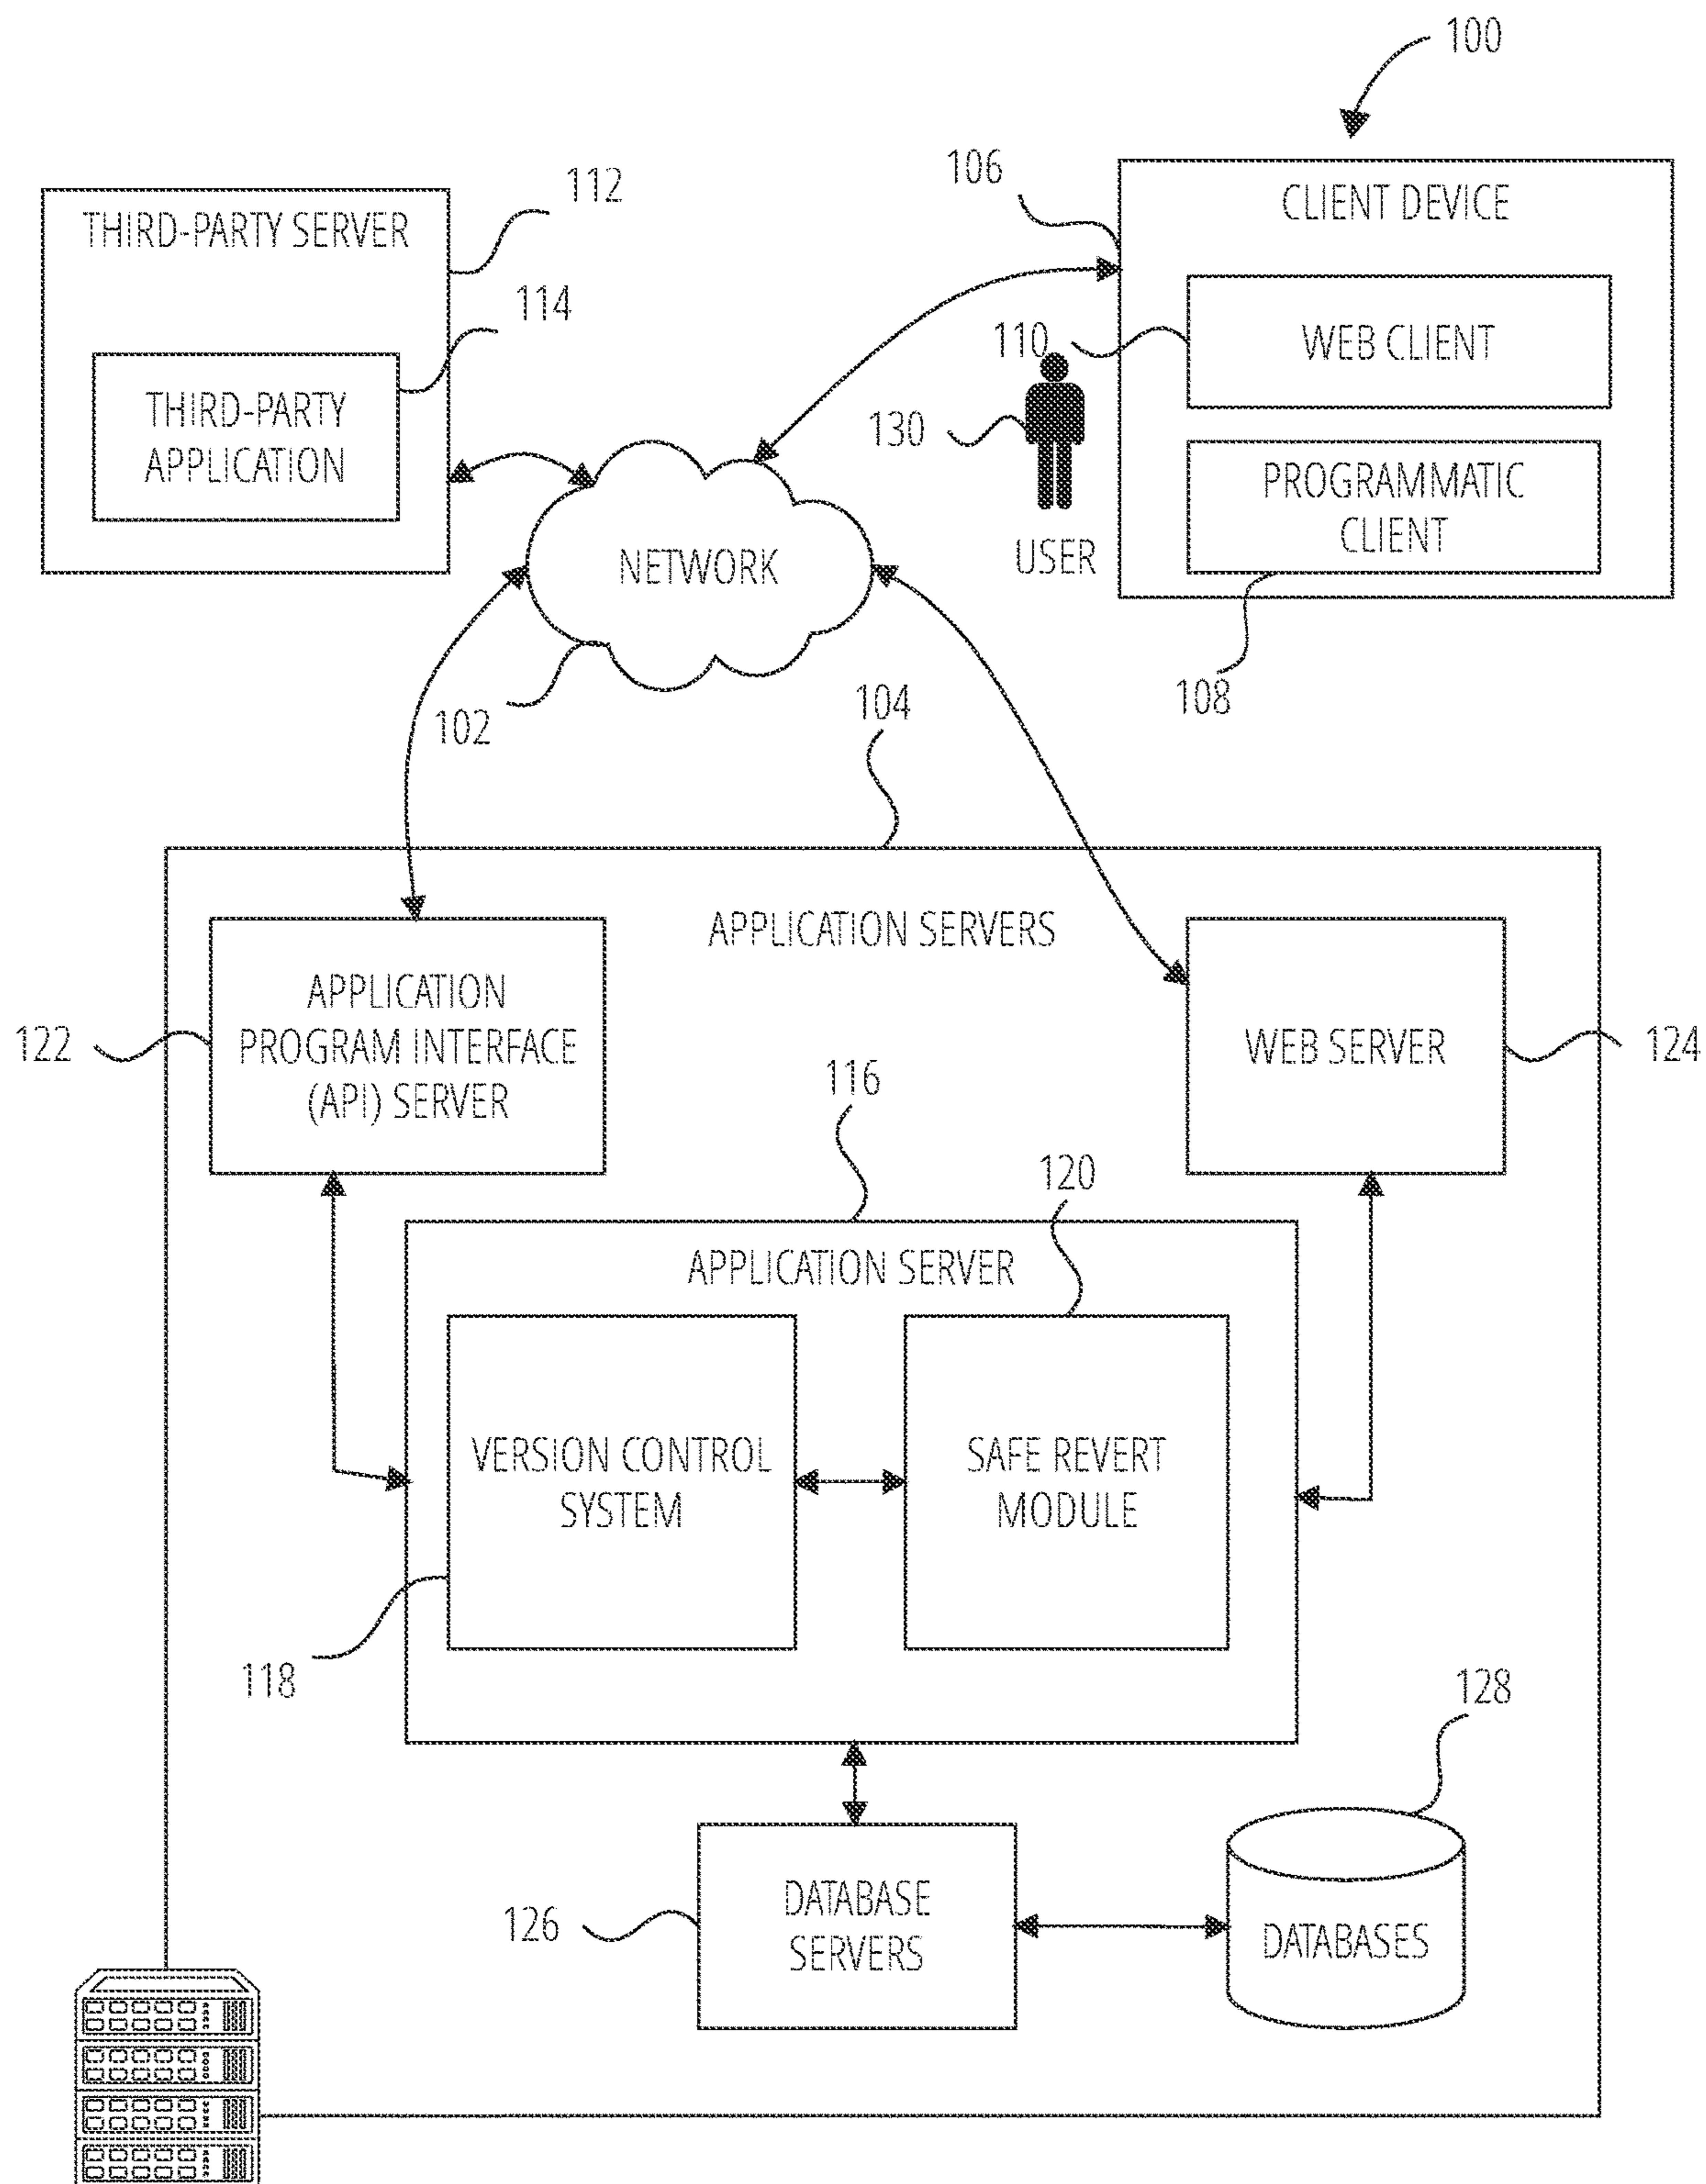 100
106
CLIENT DEVICE
112
THIRD-PARTY SERVER
114
110
WEB CLIENT
THIRD-PARTY
APPLICATION
130
PROGRAMMATIC
CLIENT
USER
NETWORK
108
102
104
APPLICATION SERVERS
APPLICATION
PROGRAM INTERFACE
(API) SERVER
122
WEB SERVER
124
116
120
APPLICATION SERVER
VERSION CONTROL
SYSTEM
SAFE REVERT
MODULE
118
128
DATABASE
SERVERS
126
DATABASES